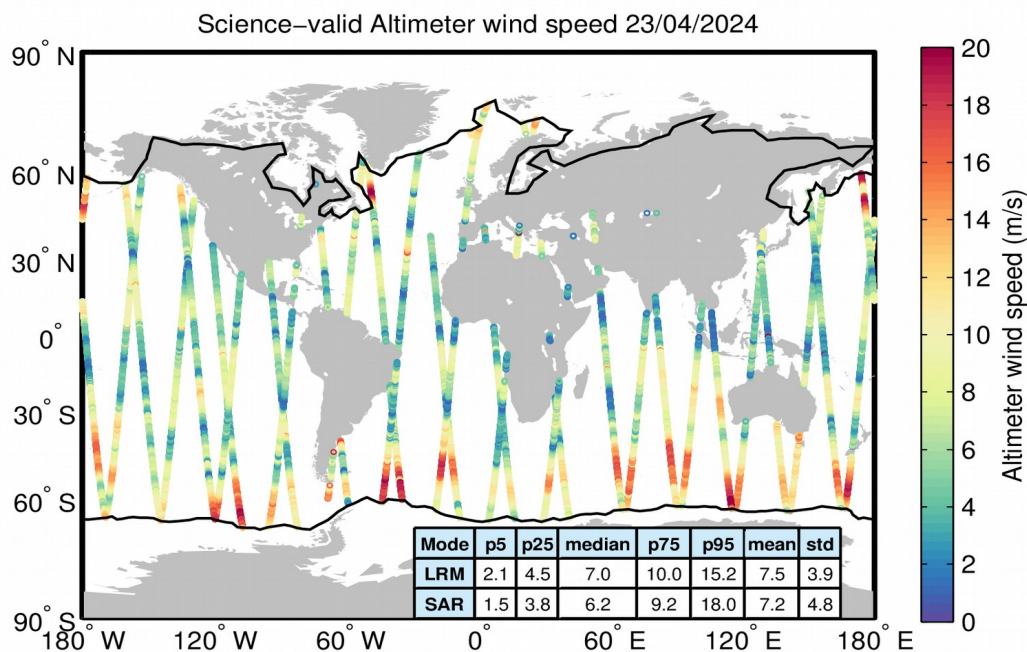 Science−valid Altimeter wind speed 23/04/2024
90° N
60° N
30° N
0°
30° S
60° S
90° S
180° W
120° W
60° W
0°
60° E
120° E
180° E
20
18
16
14
12
10
8
6
4
2
0
Altimeter wind speed (m/s)
Mode p5 p25 median p75 p95 mean std
LRM 2.1 4.5 7.0 10.0 15.2 7.5 3.9
SAR 1.5 3.8 6.2 9.2 18.0 7.2 4.8